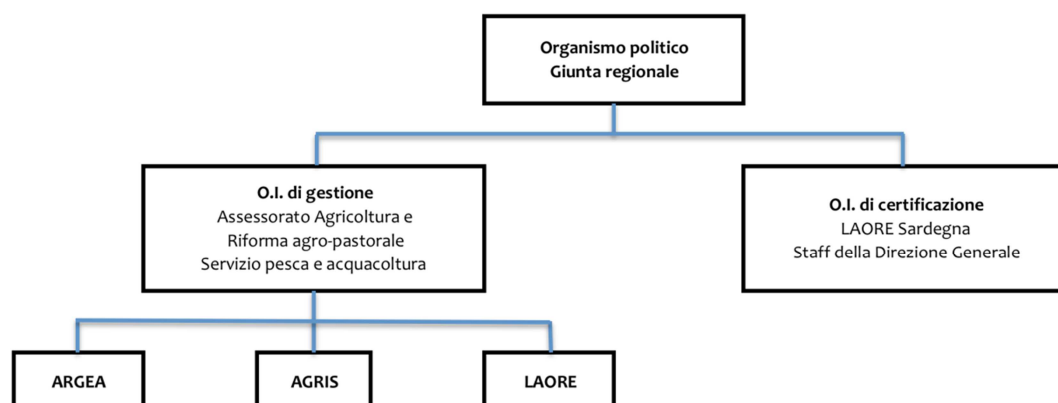 Organismo politico
Giunta regionale
O.I. di gestione
Assessorato Agricoltura e
Riforma agro-pastorale
Servizio pesca e acquacoltura
O.I. di certificazione
LAORE Sardegna
Staff della Direzione Generale
ARGEA
AGRIS
LAORE